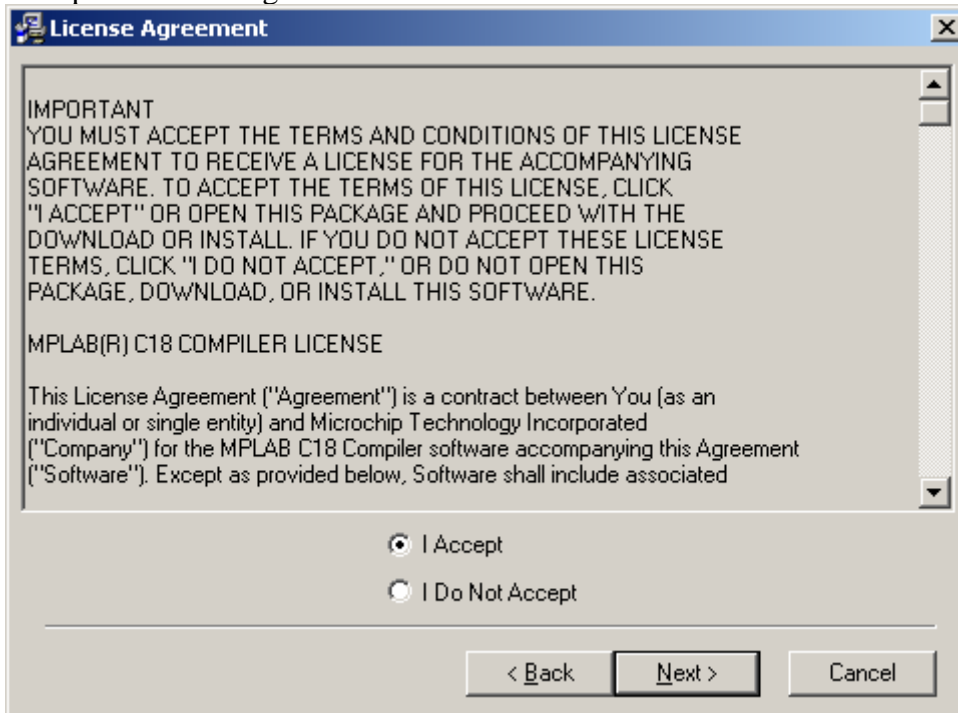 License Agreement
IMPORTANT
YOU MUST ACCEPT THE TERMS AND CONDITIONS OF THIS LICENSE
AGREEMENT TO RECEIVE A LICENSE FOR THE ACCOMPANYING
SOFTWARE. TO ACCEPT THE TERMS OF THIS LICENSE, CLICK
"I ACCEPT" OR OPEN THIS PACKAGE AND PROCEED WITH THE
DOWNLOAD OR INSTALL. IF YOU DO NOT ACCEPT THESE LICENSE
TERMS, CLICK "I DO NOT ACCEPT," OR DO NOT OPEN THIS
PACKAGE, DOWNLOAD, OR INSTALL THIS SOFTWARE.
MPLAB(R) C18 COMPILER LICENSE
This License Agreement ("Agreement") is a contract between You (as an
individual or single entity) and Microchip Technology Incorporated
("Company") for the MPLAB C18 Compiler software accompanying this Agreement
("Software"). Except as provided below, Software shall include associated
I Accept
I Do Not Accept
< Back Next > Cancel